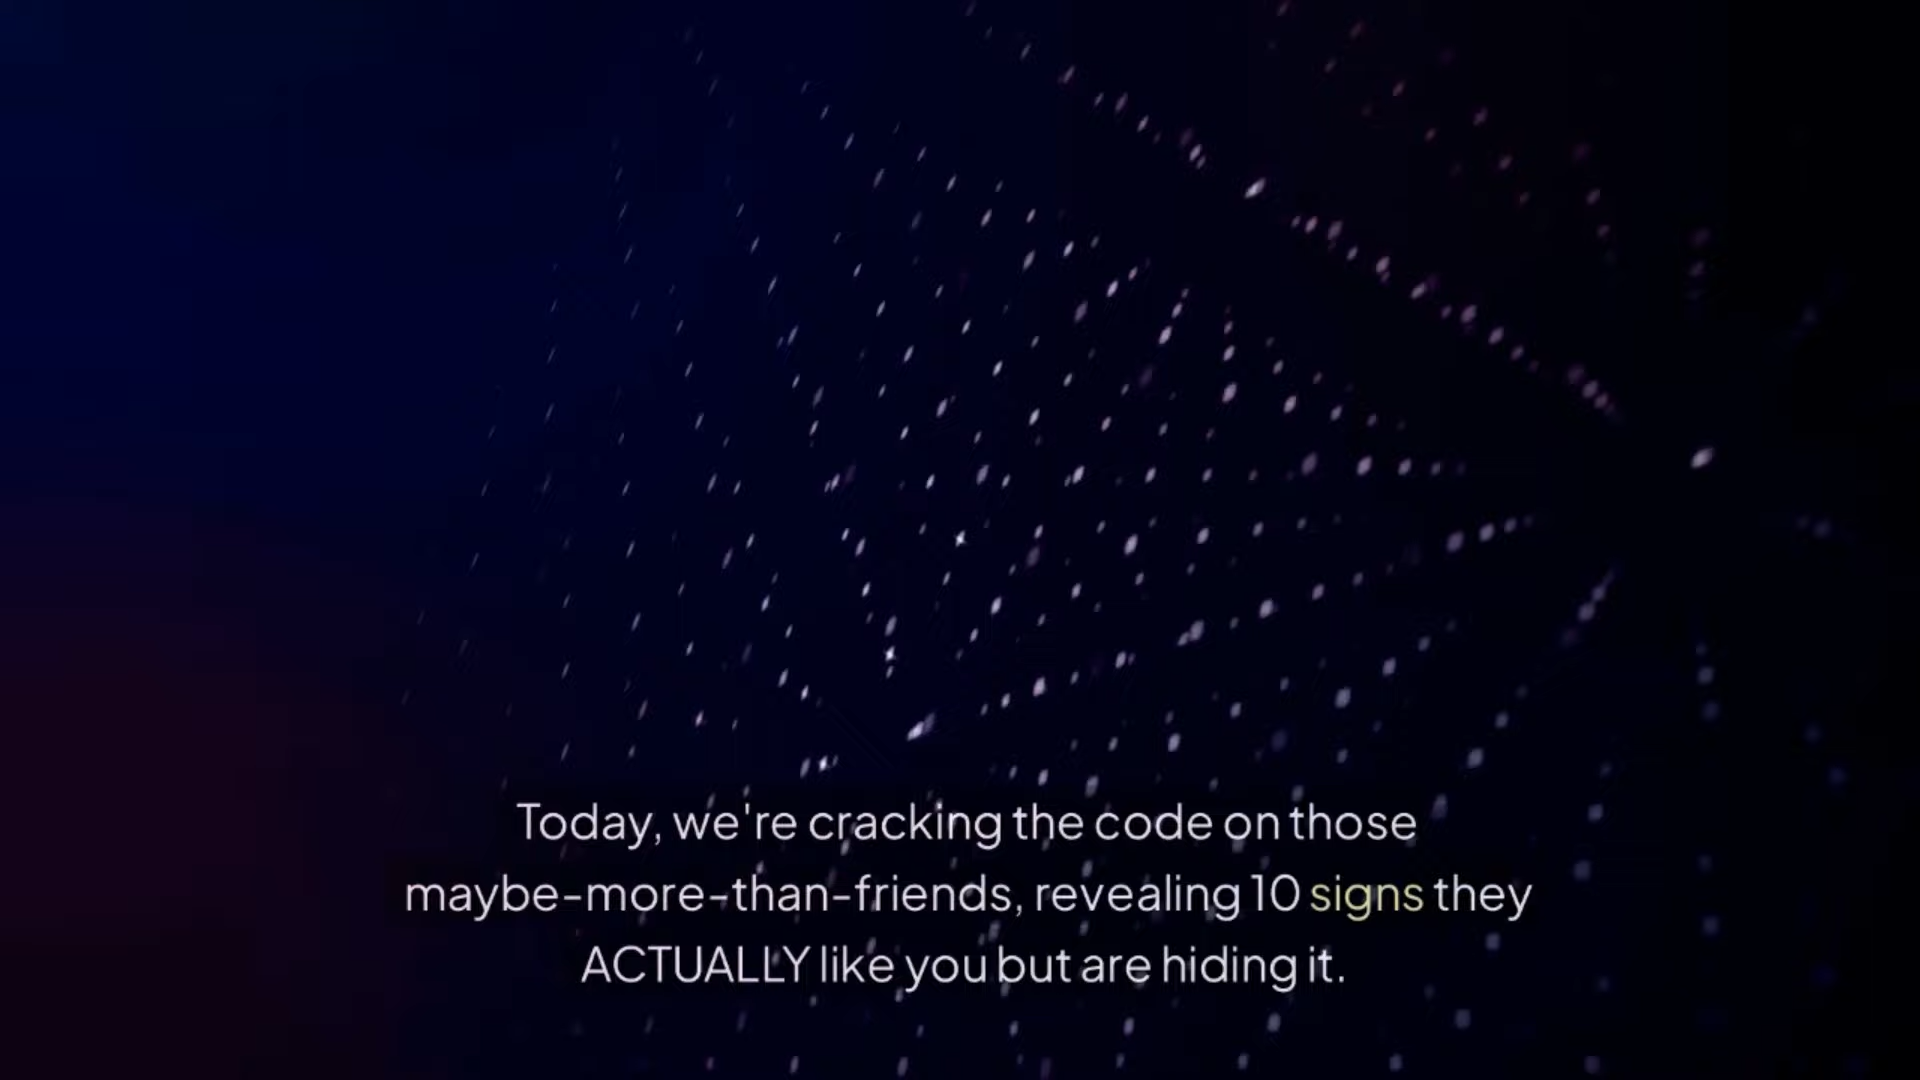 Today, we're cracking the code on those
maybe-more-than-friends, revealing 10 signs they
ACTUALLY like you but are hiding it.